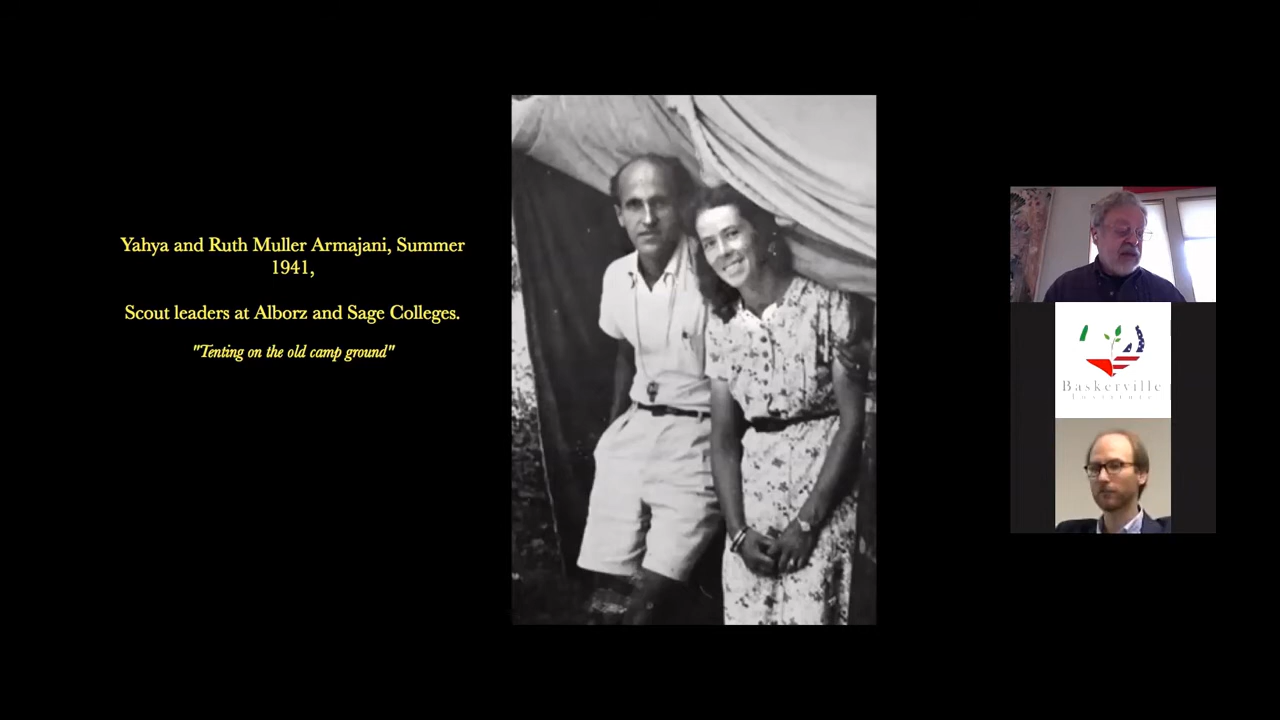 Yahya and Ruth Muller Armajani, Summer
1941,
Scout leaders at Alborz and Sage Colleges.
"Tenting on the old camp ground"
Baskerville
Institute